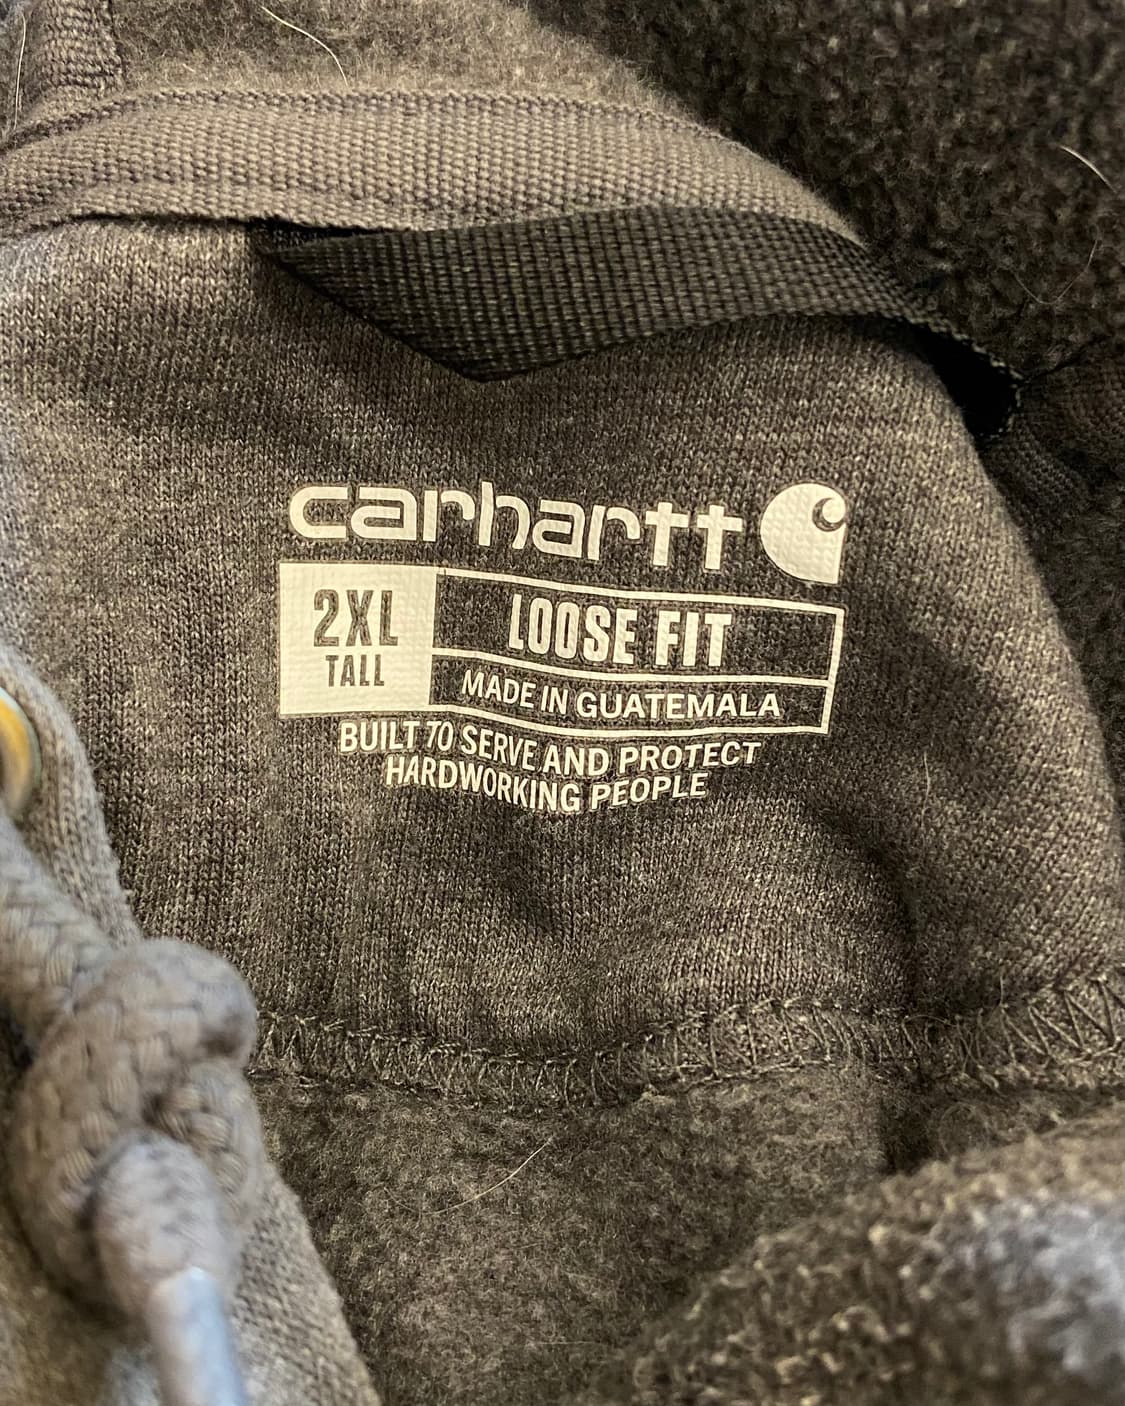 carhartt
2XL
TALL
LOOSE FIT
MADE IN GUATEMALA
BUILT TO SERVE AND PROTECT
HARDWORKING PEOPLE